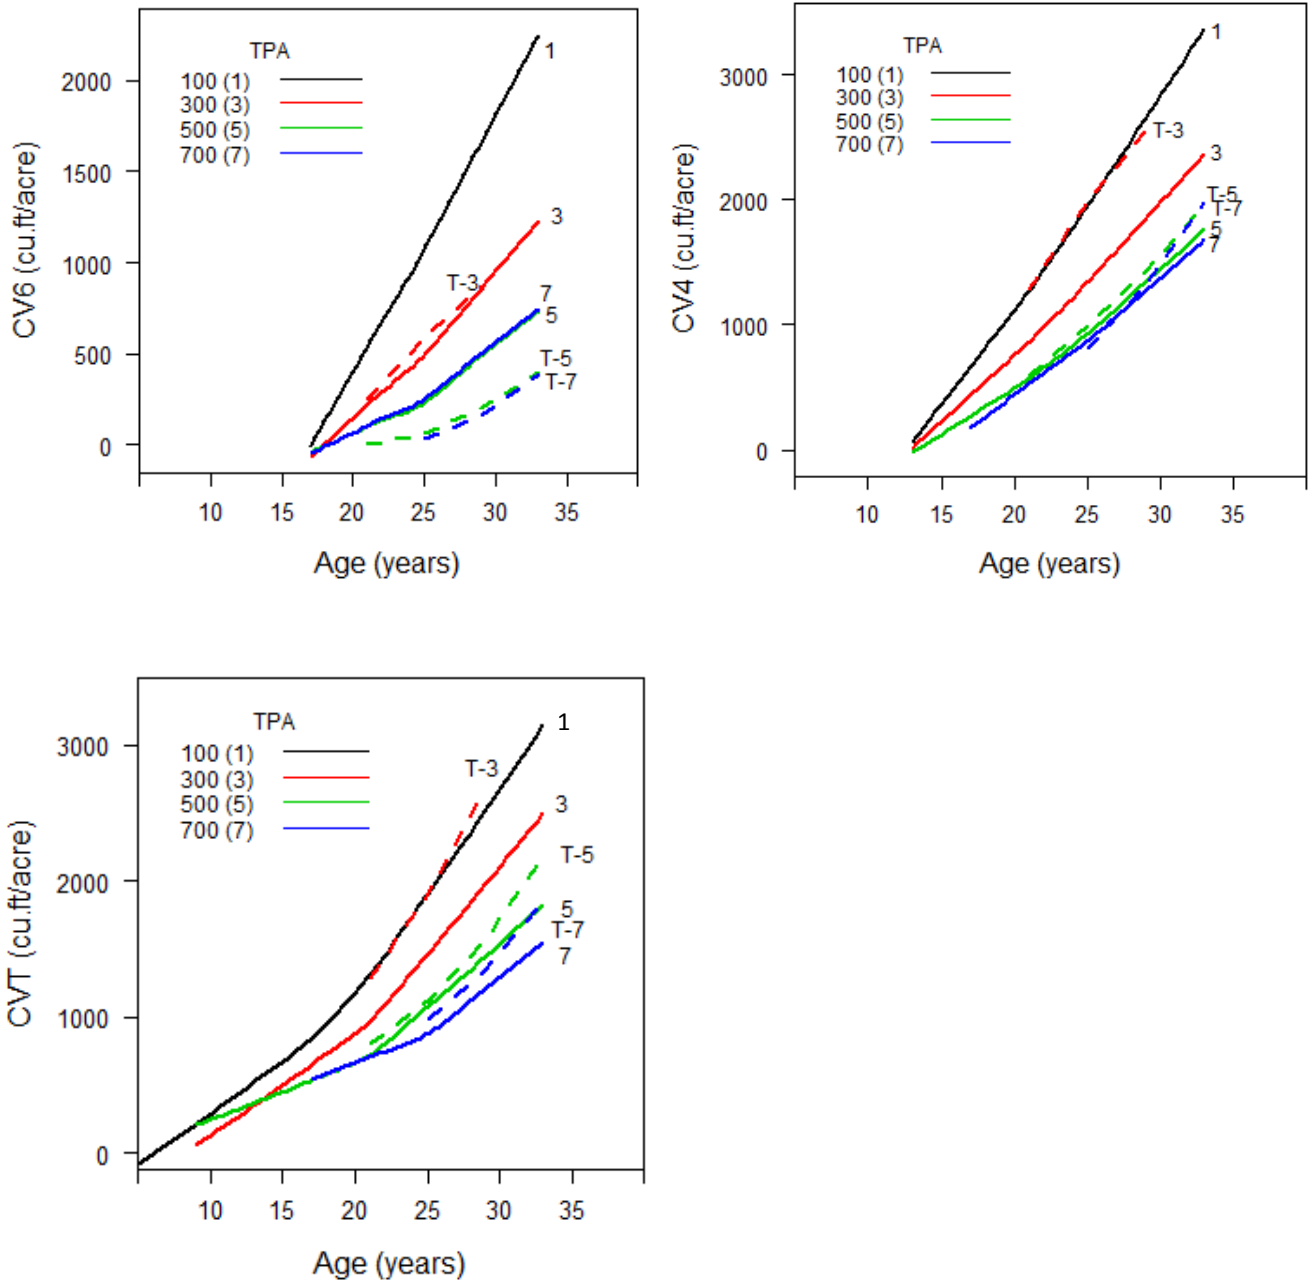 TPA
100 (1)
300 (3)
500 (5)
700 (7)
2000
1500
1000
500
0
CV6 (cu.ft/acre)
1
3
T-3
7
5
T-5
T-7
10 15 20 25 30 35
Age (years)
TPA
100 (1)
300 (3)
500 (5)
700 (7)
3000
2000
1000
0
CV4 (cu.ft/acre)
1
T-3
3
T-5
T-7
5
7
10 15 20 25 30 35
Age (years)
TPA
100 (1)
300 (3)
500 (5)
700 (7)
3000
2000
1000
0
CVT (cu.ft/acre)
1
T-3
3
T-5
5
T-7
7
10 15 20 25 30 35
Age (years)